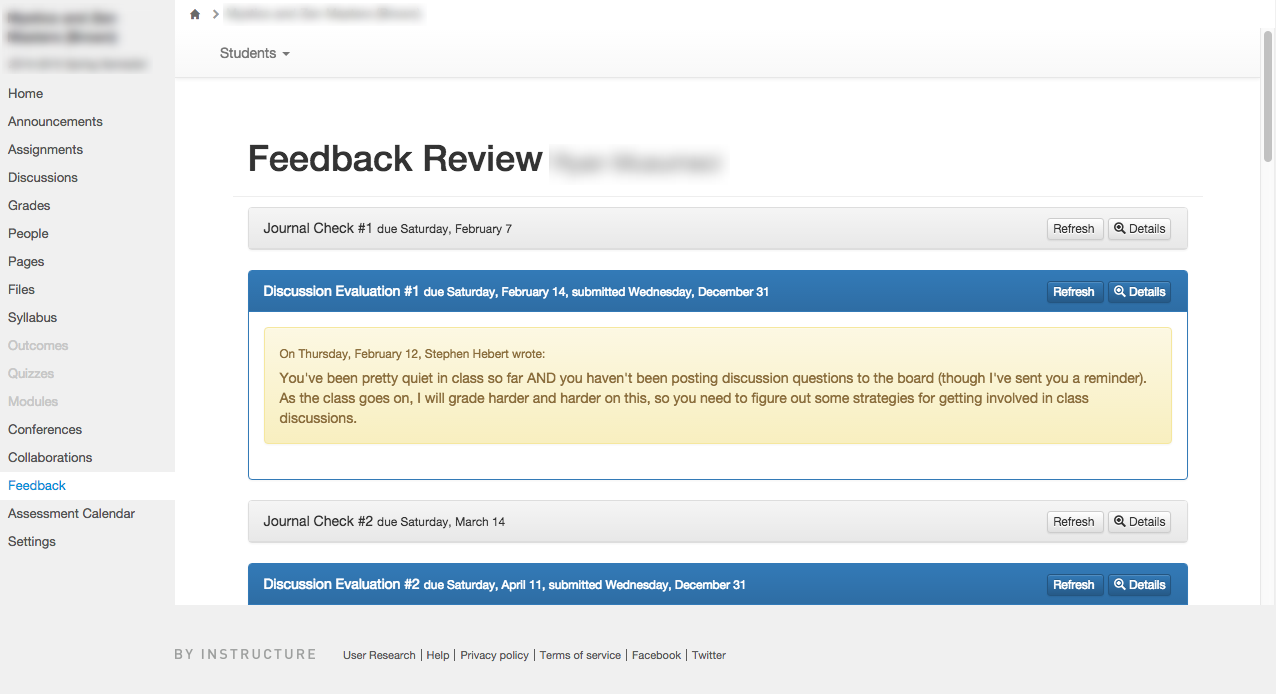 Students
Feedback Review
Journal Check #1 due Saturday, February 7
Refresh
Details
Discussion Evaluation #1 due Saturday, February 14, submitted Wednesday, December 31
Refresh
Details
On Thursday, February 12, Stephen Hebert wrote:
You've been pretty quiet in class so far AND you haven't been posting discussion questions to the board (though I've sent you a reminder).
As the class goes on, I will grade harder and harder on this, so you need to figure out some strategies for getting involved in class
discussions.
Journal Check #2 due Saturday, March 14
Refresh
Details
Discussion Evaluation #2 due Saturday, April 11, submitted Wednesday, December 31
Refresh
Details
Home
Announcements
Assignments
Discussions
Grades
People
Pages
Files
Syllabus
Outcomes
Quizzes
Modules
Conferences
Collaborations
Feedback
Assessment Calendar
Settings
BY INSTRUCTURE
User Research | Help | Privacy policy | Terms of service | Facebook | Twitter